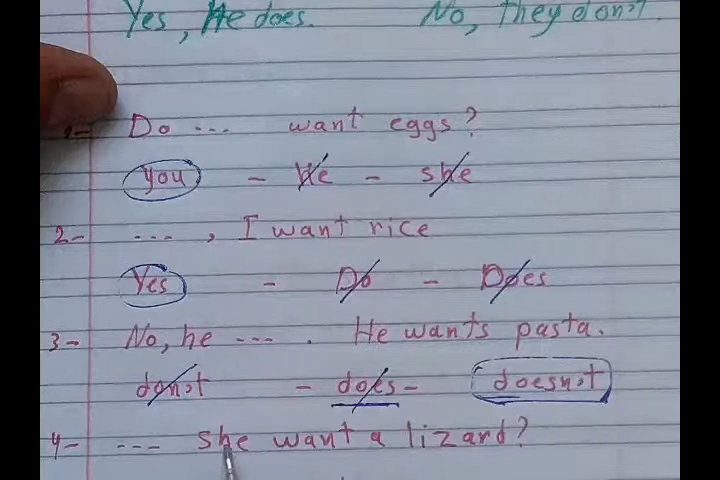 Yes, He does. No, they don't.
1- Do ... want eggs?
you - He - she
2- ... , I want rice
Yes - Do - Does
3- No, he ... . He wants pasta.
don't - does - doesn't
4- ... she want a lizard?